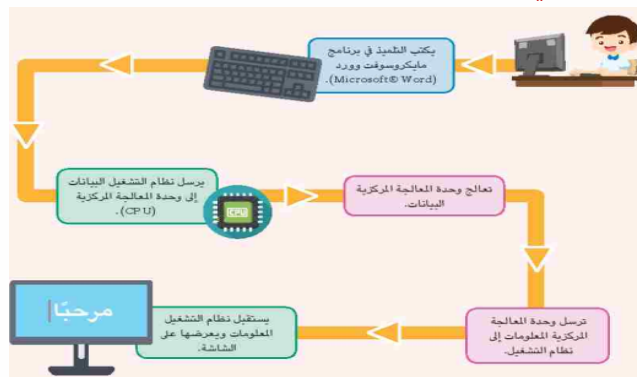 يكتب التلميذ في برنامج
مايكروسوفت وورد
(Microsoft® Word).
يرسل نظام التشغيل البيانات
إلى وحدة المعالجة المركزية
(CPU).
CPU
تعالج وحدة المعالجة المركزية
البيانات.
ترسل وحدة المعالجة
المركزية المعلومات إلى
نظام التشغيل.
يستقبل نظام التشغيل
المعلومات ويعرضها على
الشاشة.
مرحبًا